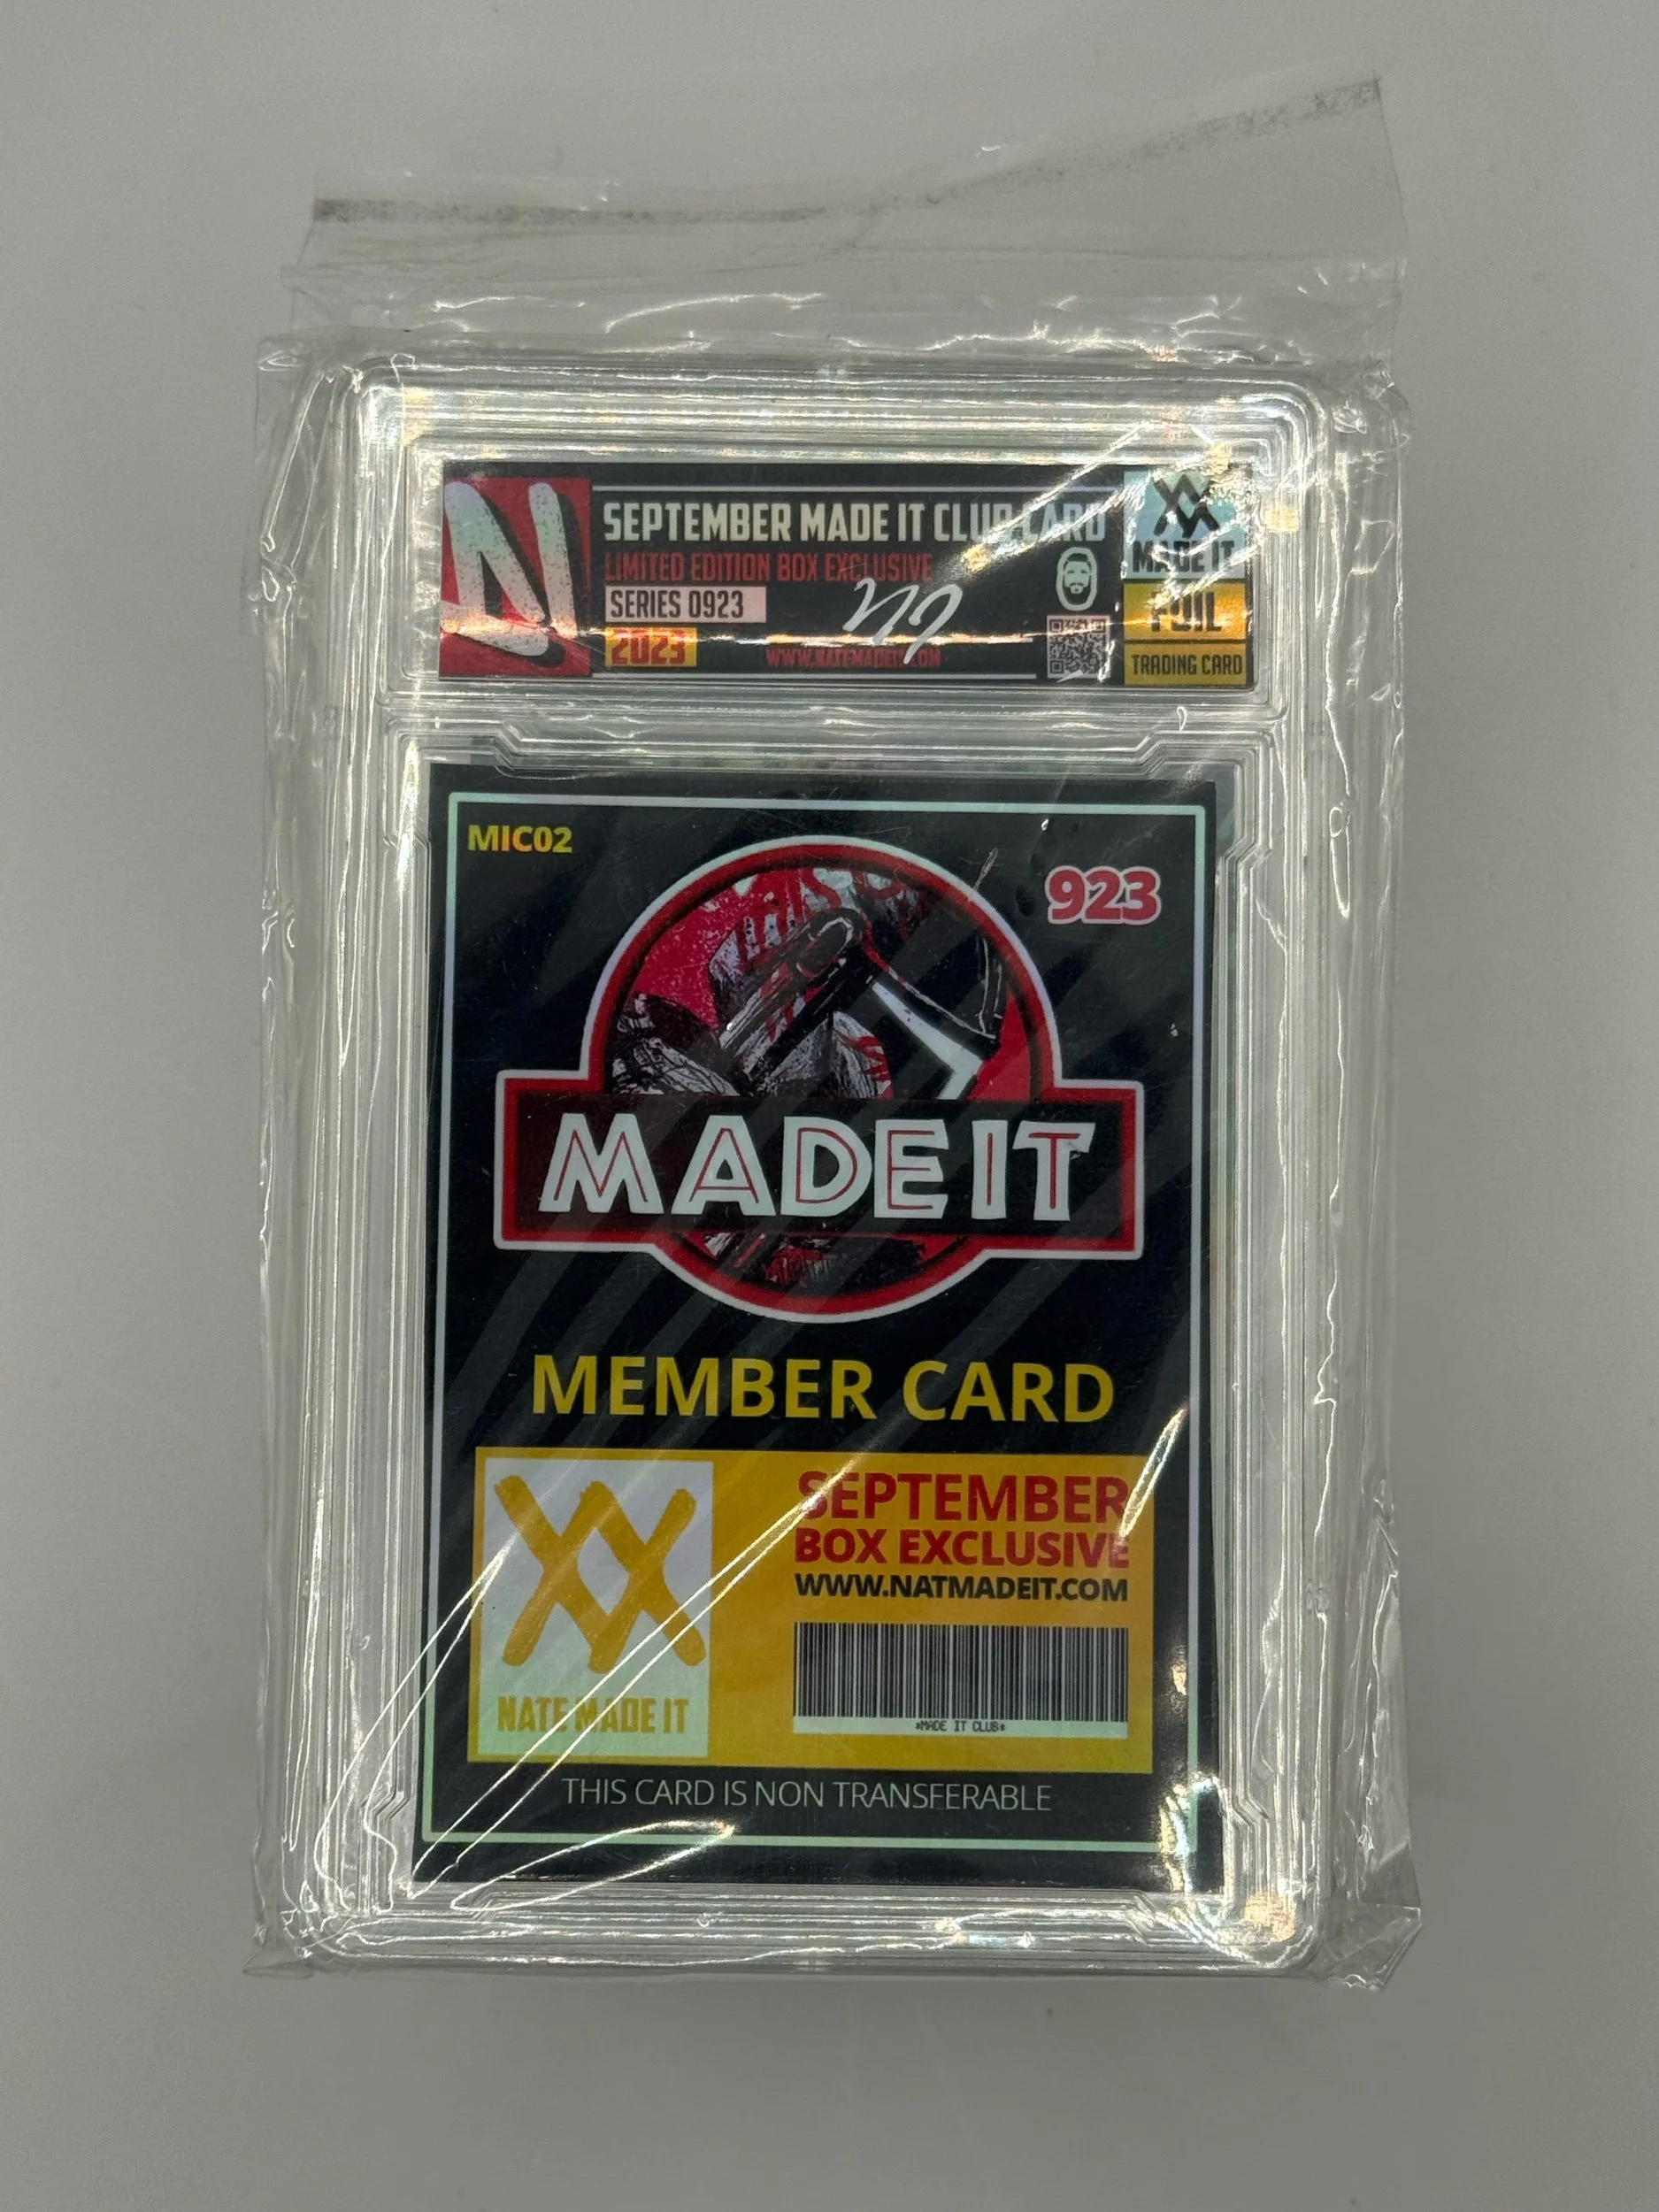 SEPTEMBER MADE IT CLUB CARD
LIMITED EDITION BOX EXCLUSIVE
SERIES 0923
2023
WWW.NATEMADEIT.COM
MADE IT
FOIL
TRADING CARD
MIC02
923
MADE IT
MEMBER CARD
NATE MADE IT
SEPTEMBER
BOX EXCLUSIVE
WWW.NATMADEIT.COM
*MADE IT CLUB*
THIS CARD IS NON TRANSFERABLE